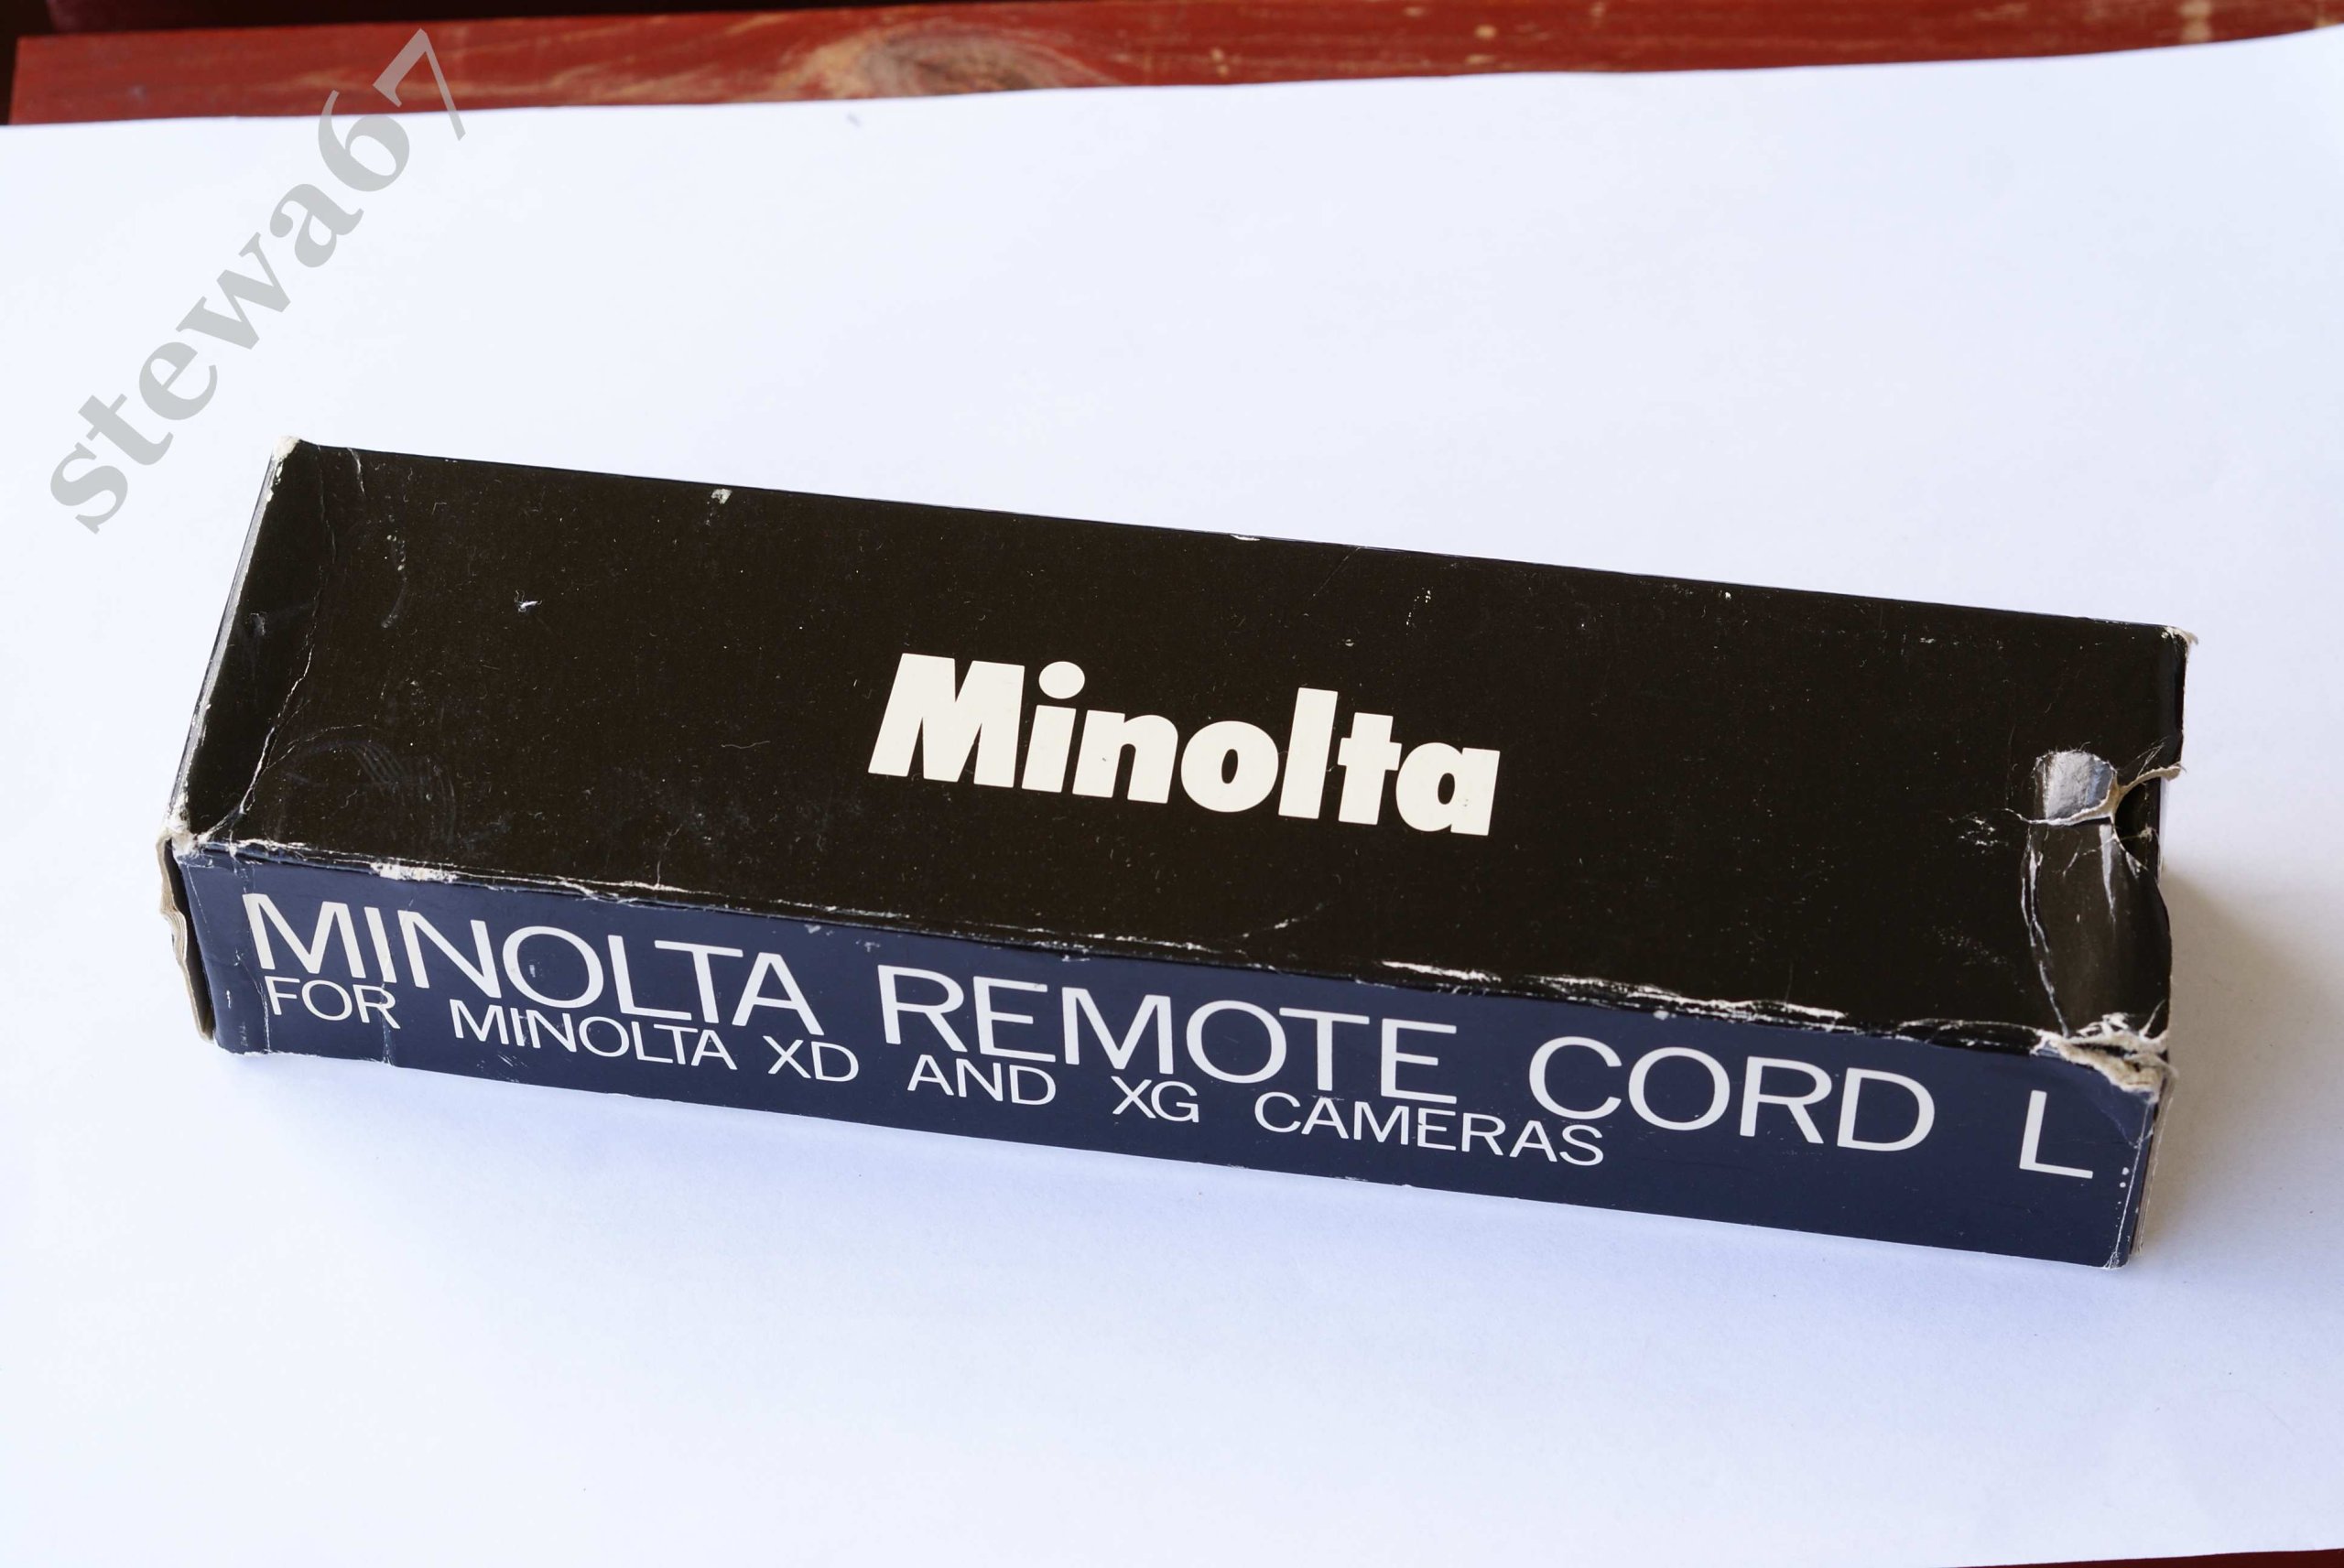 stewa67
Minolta
MINOLTA REMOTE CORD L
FOR MINOLTA XD AND XG CAMERAS